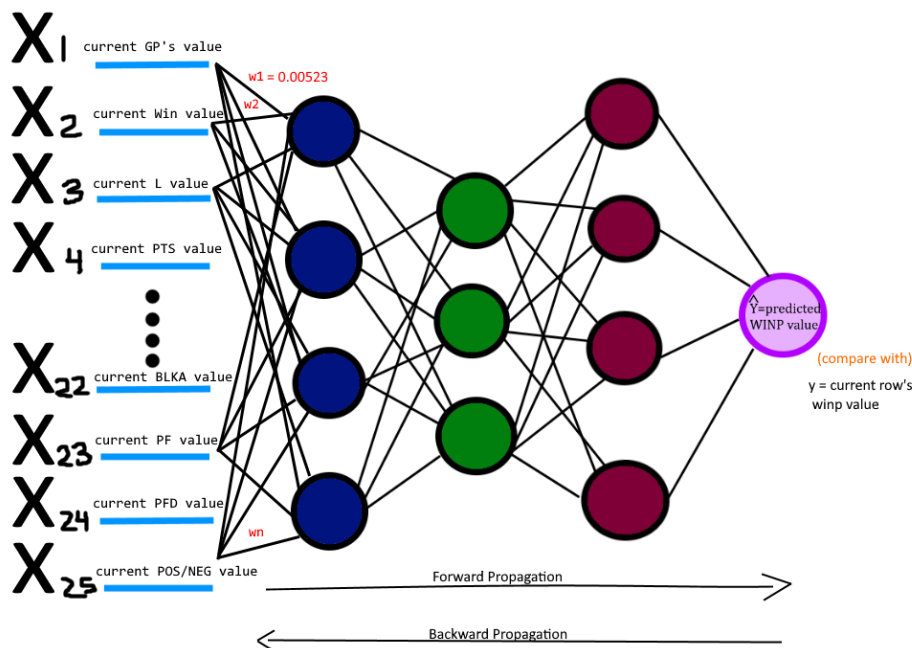 X1 current GP's value
w1 = 0.00523
X2 current Win value
w2
X3 current L value
X4 current PTS value
X22 current BLKA value
X23 current PF value
X24 current PFD value
wn
X25 current POS/NEG value
Ŷ=predicted
WINP value
(compare with)
y = current row's
winp value
Forward Propagation
Backward Propagation